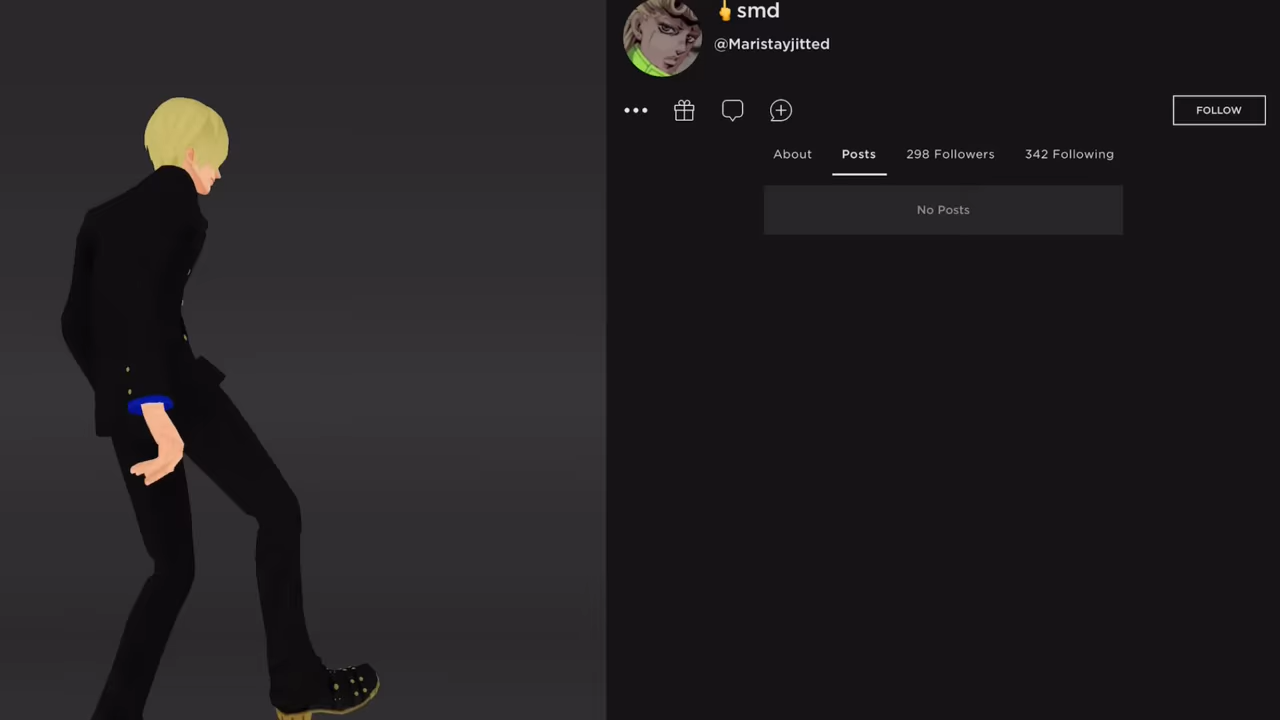 🖕smd
@Maristayjitted
FOLLOW
About
Posts
298 Followers
342 Following
No Posts